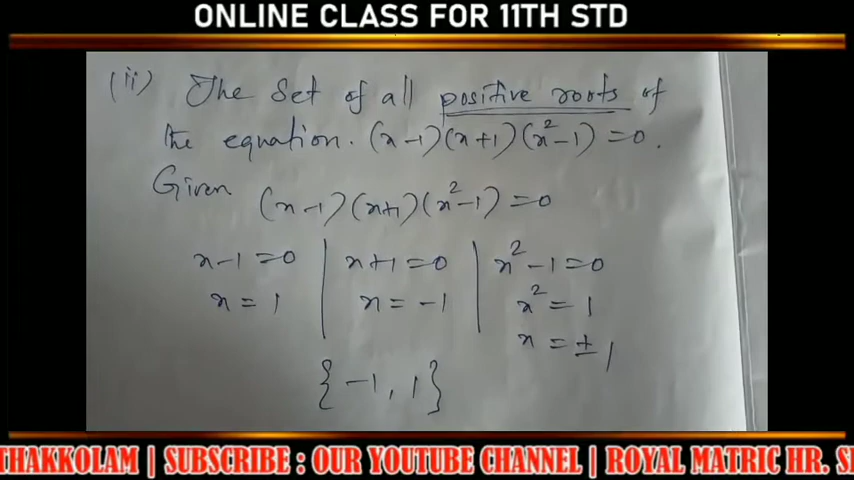 ONLINE CLASS FOR 11TH STD
(ii) The Set of all positive roots of
the equation. (x-1)(x+1)(x²-1)=0.
Given (x-1)(x+1)(x²-1)=0
x-1=0 | x+1=0 | x²-1=0
x=1 | x=-1 | x²=1
x=±1
{-1, 1}
THAKKOLAM | SUBSCRIBE : OUR YOUTUBE CHANNEL | ROYAL MATRIC HR. S